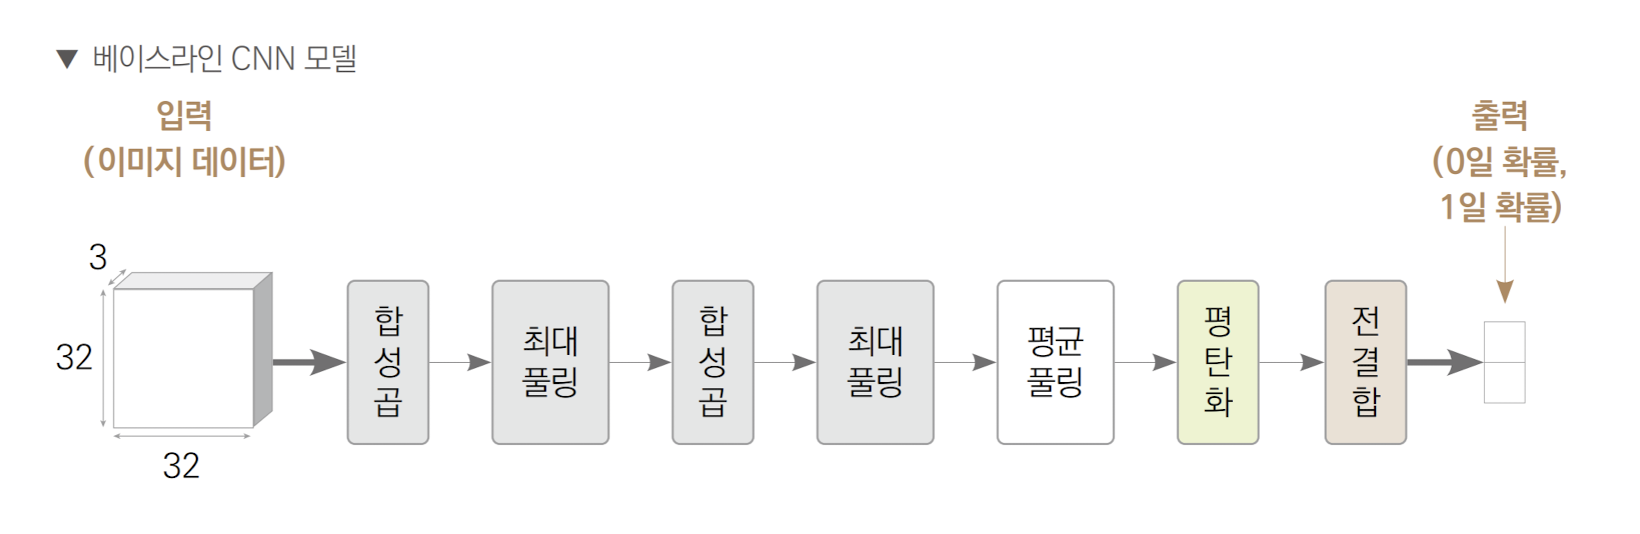 ▼ 베이스라인 CNN 모델
입력
(이미지 데이터)
출력
(0일 확률,
1일 확률)
3
32
32
합성곱
최대
풀링
합성곱
최대
풀링
평균
풀링
평탄화
전결합